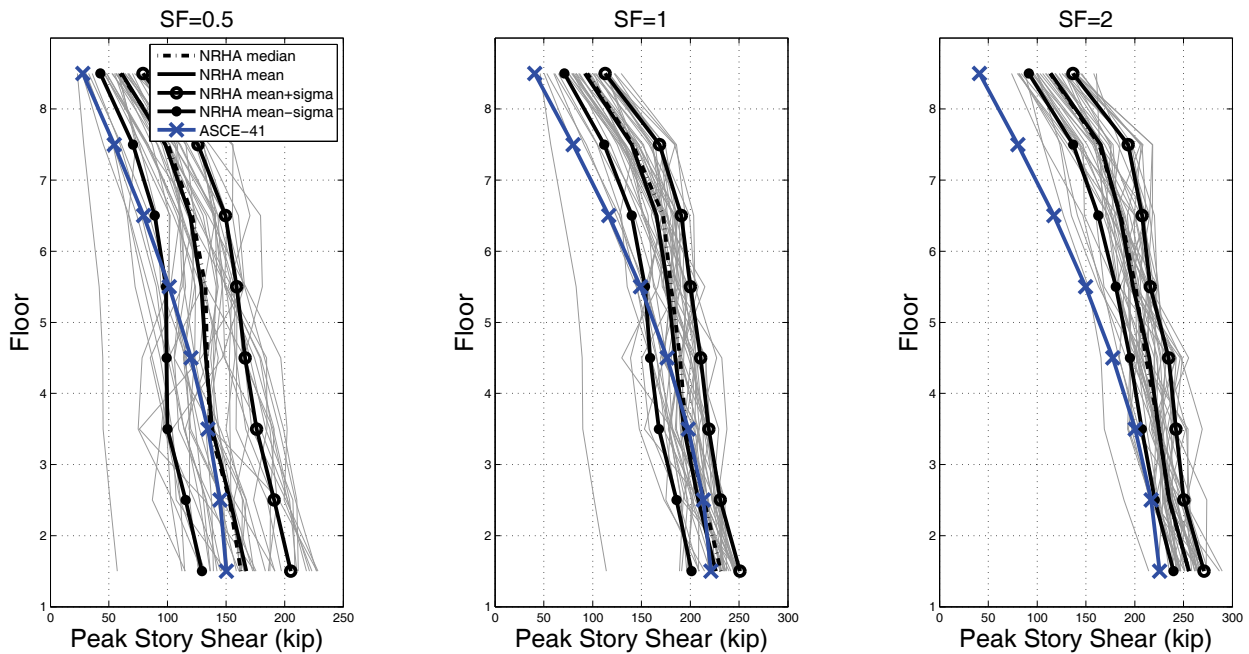 SF=0.5
NRHA median
NRHA mean
NRHA mean+sigma
NRHA mean−sigma
ASCE−41
8
7
6
5
4
3
2
1
Floor
0 50 100 150 200 250
Peak Story Shear (kip)
SF=1
8
7
6
5
4
3
2
1
Floor
0 50 100 150 200 250 300
Peak Story Shear (kip)
SF=2
8
7
6
5
4
3
2
1
Floor
0 50 100 150 200 250 300
Peak Story Shear (kip)